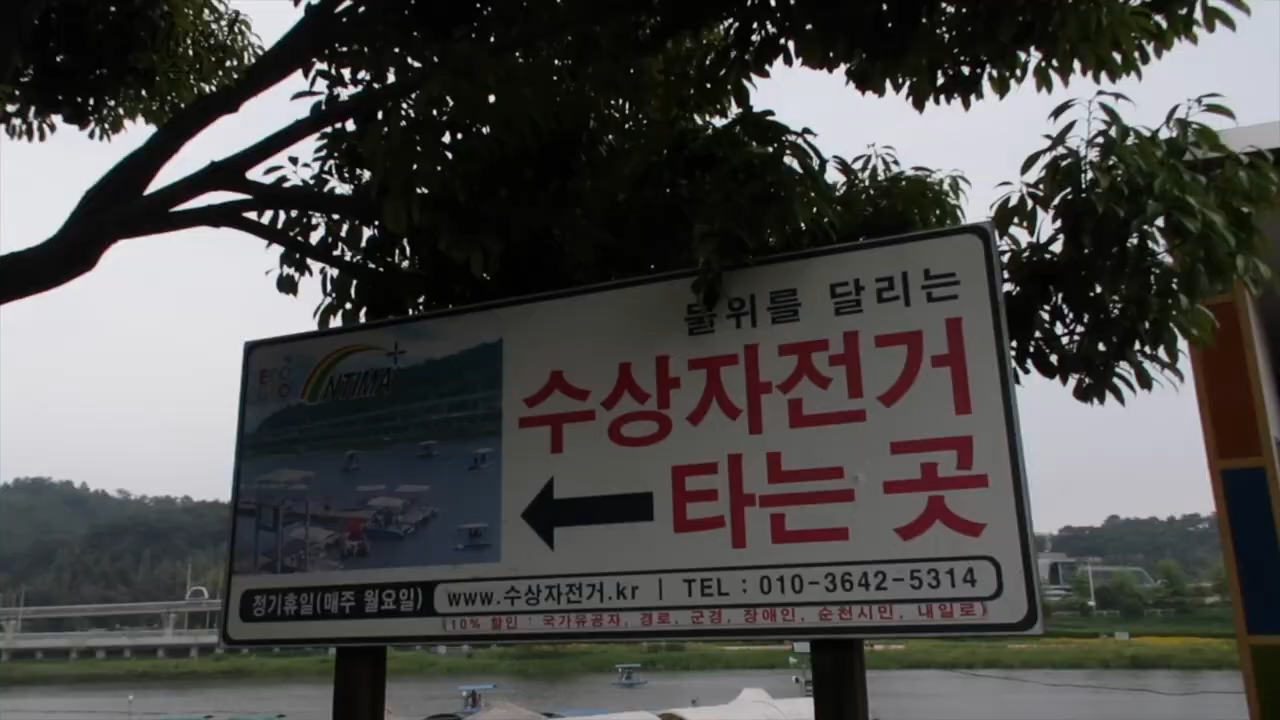 NTIMA
물위를 달리는
수상자전거
타는 곳
정기휴일(매주 월요일)
www.수상자전거.kr | TEL : 010-3642-5314
(10% 할인 : 국가유공자, 경로, 군경, 장애인, 순천시민, 내일로)